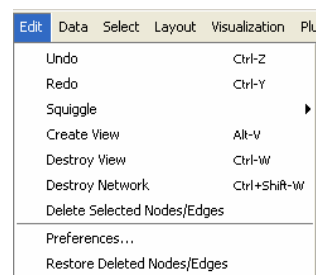 Edit Data Select Layout Visualization
Undo Ctrl-Z
Redo Ctrl-Y
Squiggle
Create View Alt-V
Destroy View Ctrl-W
Destroy Network Ctrl+Shift-W
Delete Selected Nodes/Edges
Preferences...
Restore Deleted Nodes/Edges